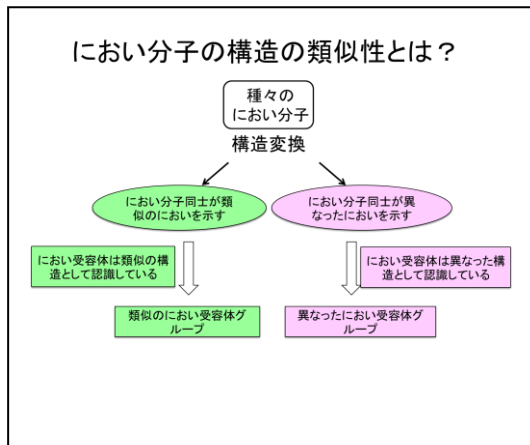 におい分子の構造の類似性とは？
種々の
におい分子
構造変換
におい分子同士が類
似のにおいを示す
におい分子同士が異
なったにおいを示す
におい受容体は類似の構
造として認識している
におい受容体は異なった構
造として認識している
類似のにおい受容体グ
ループ
異なったにおい受容体グ
ループ